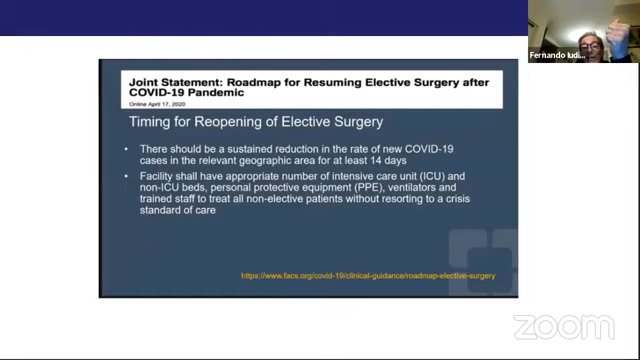 Fernando Iudi...
Joint Statement: Roadmap for Resuming Elective Surgery after
COVID-19 Pandemic
Online April 17, 2020
Timing for Reopening of Elective Surgery
• There should be a sustained reduction in the rate of new COVID-19
cases in the relevant geographic area for at least 14 days
• Facility shall have appropriate number of intensive care unit (ICU) and
non-ICU beds, personal protective equipment (PPE), ventilators and
trained staff to treat all non-elective patients without resorting to a crisis
standard of care
https://www.facs.org/covid-19/clinical-guidance/roadmap-elective-surgery
zoom